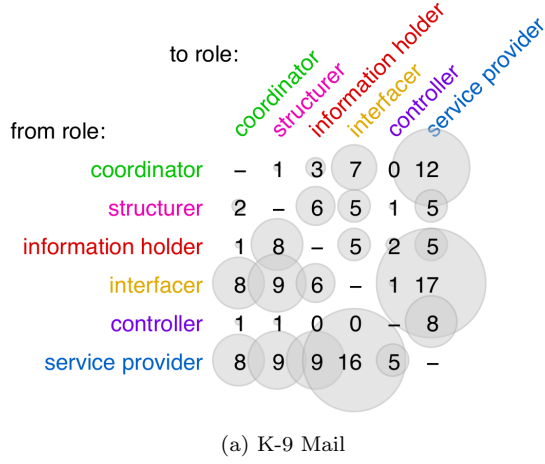 to role:
coordinator
structurer
information holder
interfacer
controller
service provider
from role:
coordinator – 1 3 7 0 12
structurer 2 – 6 5 1 5
information holder 1 8 – 5 2 5
interfacer 8 9 6 – 1 17
controller 1 1 0 0 – 8
service provider 8 9 9 16 5 –
(a) K-9 Mail